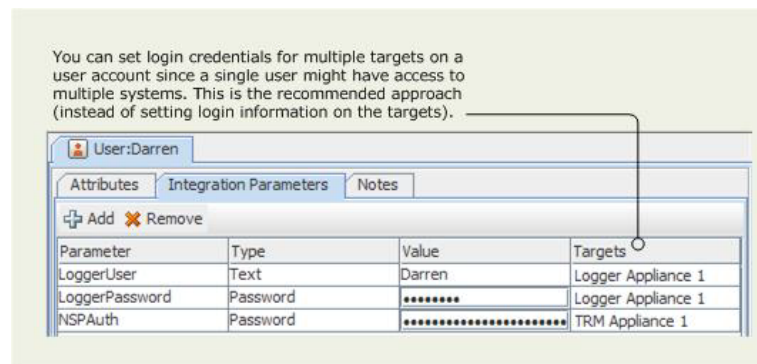 You can set login credentials for multiple targets on a
user account since a single user might have access to
multiple systems. This is the recommended approach
(instead of setting login information on the targets).
User:Darren
Attributes Integration Parameters Notes
Add Remove
Parameter Type Value Targets
LoggerUser Text Darren Logger Appliance 1
LoggerPassword Password •••••••• Logger Appliance 1
NSPAuth Password •••••••••••••••••••••••• TRM Appliance 1